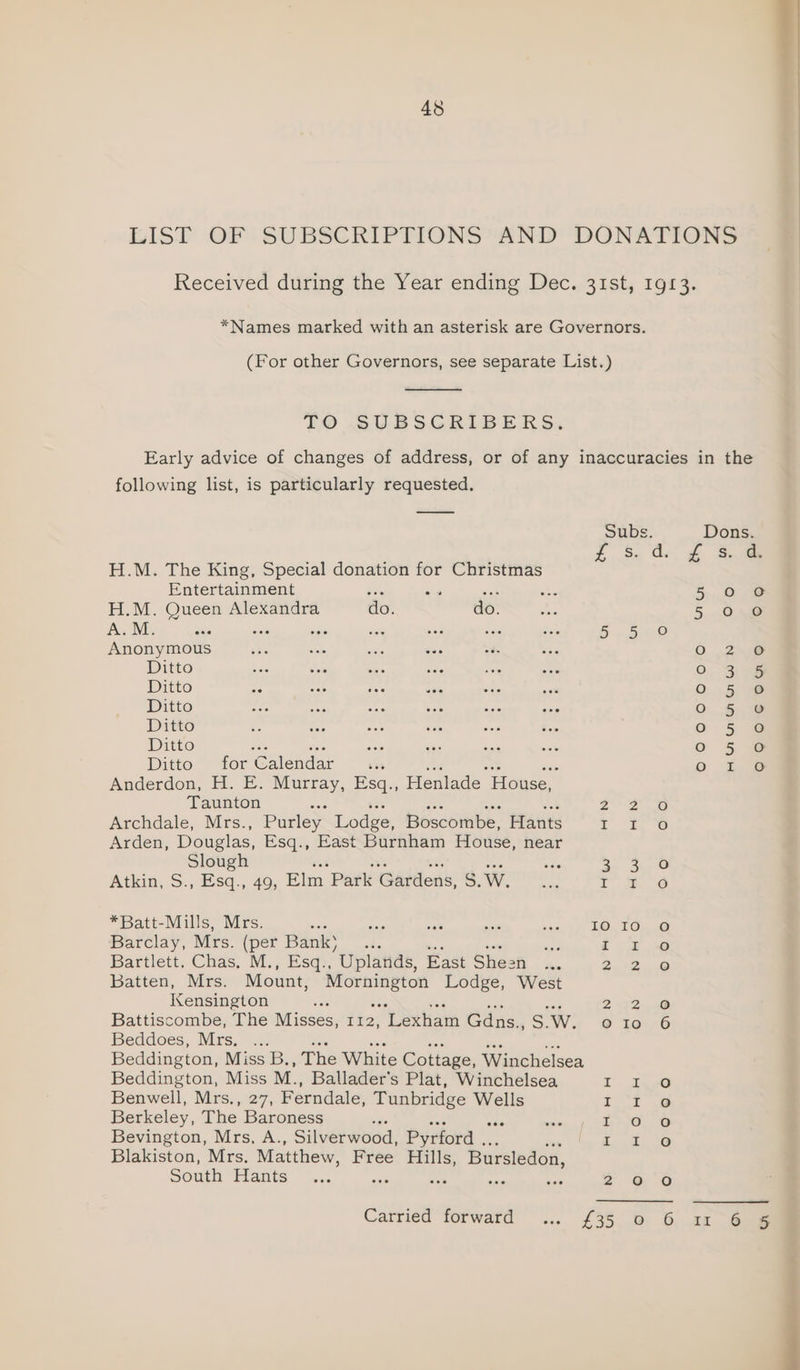 48
LIST OF SUBSCRIPTIONS AND DONATIONS
Received during the Year ending Dec. 31st, 1913.
*Names marked with an asterisk are Governors.
(For other Governors, see separate List.)
TO SUBSCRIBERS.
Early advice of changes of address, or of any inaccuracies in the
following list, is particularly requested.
Subs. Dons.
£ s. d. £ s. d.
H.M. The King, Special donation for Christmas
Entertainment ... ... ... ... 5 0 0
H.M. Queen Alexandra do. do. ... 5 0 0
A.M. ... ... ... ... ... ... ... 5 5 0
Anonymous ... ... ... ... ... ... 0 2 0
Ditto ... ... ... ... ... ... 0 3 5
Ditto ... ... ... ... ... ... 0 5 0
Ditto ... ... ... ... ... ... 0 5 0
Ditto ... ... ... ... ... ... 0 5 0
Ditto ... ... ... ... ... ... 0 5 0
Ditto for Calendar ... ... ... ... 0 1 0
Anderdon, H. E. Murray, Esq., Henlade House,
Taunton ... ... ... ... ... 2 2 0
Archdale, Mrs., Purley Lodge, Boscombe, Hants 1 1 0
Arden, Douglas, Esq., East Burnham House, near
Slough ... ... ... ... ... 3 3 0
Atkin, S., Esq., 49, Elm Park Gardens, S.W. ... 1 1 0
*Batt-Mills, Mrs. ... ... ... ... ... 10 10 0
Barclay, Mrs. (per Bank) ... ... ... ... 1 1 0
Bartlett, Chas. M., Esq., Uplands, East Sheen ... 2 2 0
Batten, Mrs. Mount, Mornington Lodge, West
Kensington ... ... ... ... ... 2 2 0
Battiscombe, The Misses, 112, Lexham Gdns., S.W. 0 10 6
Beddoes, Mrs. ... ... ... ... ... ...
Beddington, Miss B., The White Cottage, Winchelsea
Beddington, Miss M., Ballader's Plat, Winchelsea 1 1 0
Benwell, Mrs., 27, Ferndale, Tunbridge Wells 1 1 0
Berkeley, The Baroness ... ... ... ... 1 0 0
Bevington, Mrs. A., Silverwood, Pyrford ... ... 1 1 0
Blakiston, Mrs. Matthew, Free Hills, Bursledon,
South Hants ... ... ... ... ... 2 0 0
Carried forward ... £35 0 6 11 6 5